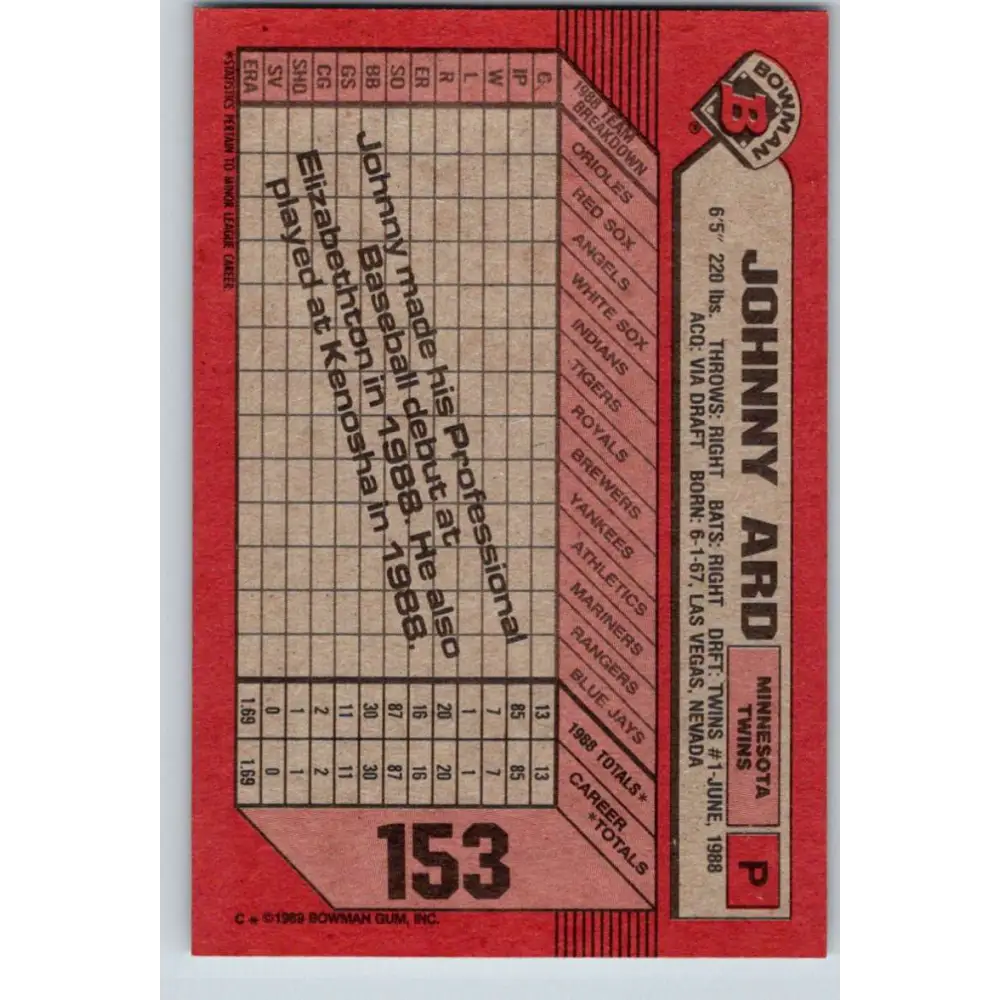 BOWMAN
B
®
JOHNNY ARD
MINNESOTA
TWINS
P
6'5" 220 lbs. THROWS: RIGHT BATS: RIGHT DRFT: TWINS #1-JUNE, 1988
ACQ: VIA DRAFT BORN: 6-1-67, LAS VEGAS, NEVADA
1988 TEAM
BREAKDOWN
ORIOLES
RED SOX
ANGELS
WHITE SOX
INDIANS
TIGERS
ROYALS
BREWERS
YANKEES
ATHLETICS
MARINERS
RANGERS
BLUE JAYS
1988 TOTALS*
CAREER
*TOTALS
G 13 13
IP 85 85
W 7 7
L 1 1
R 20 20
ER 16 16
SO 87 87
BB 30 30
GS 11 11
CG 2 2
SHO 1 1
SV 0 0
ERA 1.69 1.69
Johnny made his Professional
Baseball debut at
Elizabethton in 1988. He also
played at Kenosha in 1988.
153
*STATISTICS PERTAIN TO MINOR LEAGUE CAREER.
C * ©1989 BOWMAN GUM, INC.